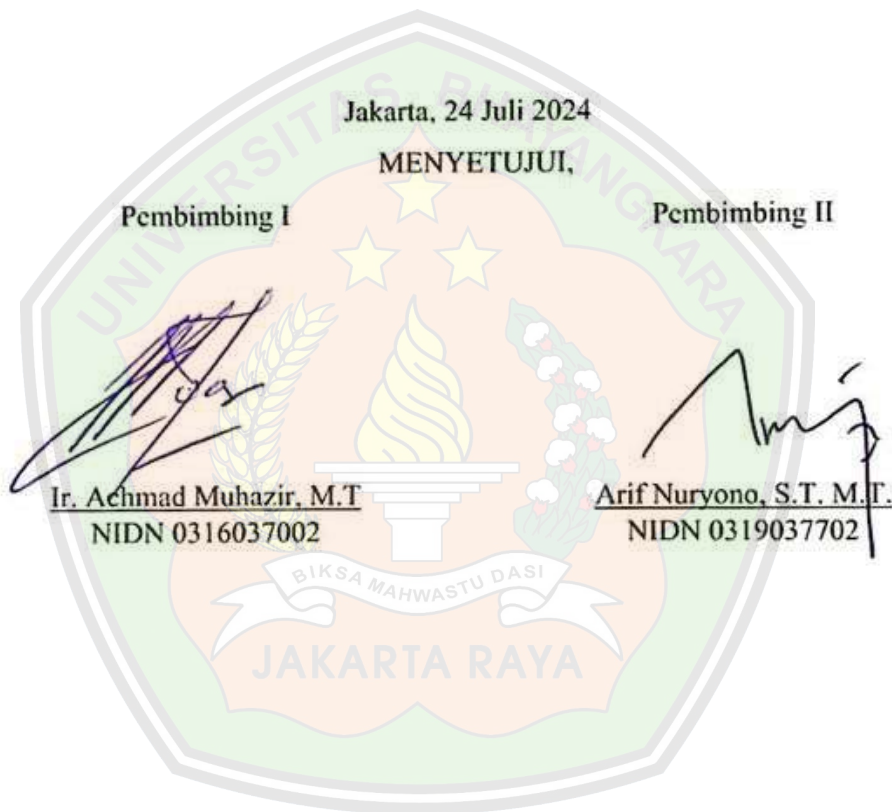 UNIVERSITAS BHAYANGKARA
Jakarta, 24 Juli 2024
MENYETUJUI,
Pembimbing I
Pembimbing II
Ir. Achmad Muhazir, M.T
NIDN 0316037002
Arif Nuryono, S.T. M.T.
NIDN 0319037702
BIKSA MAHWASTU DASI
JAKARTA RAYA